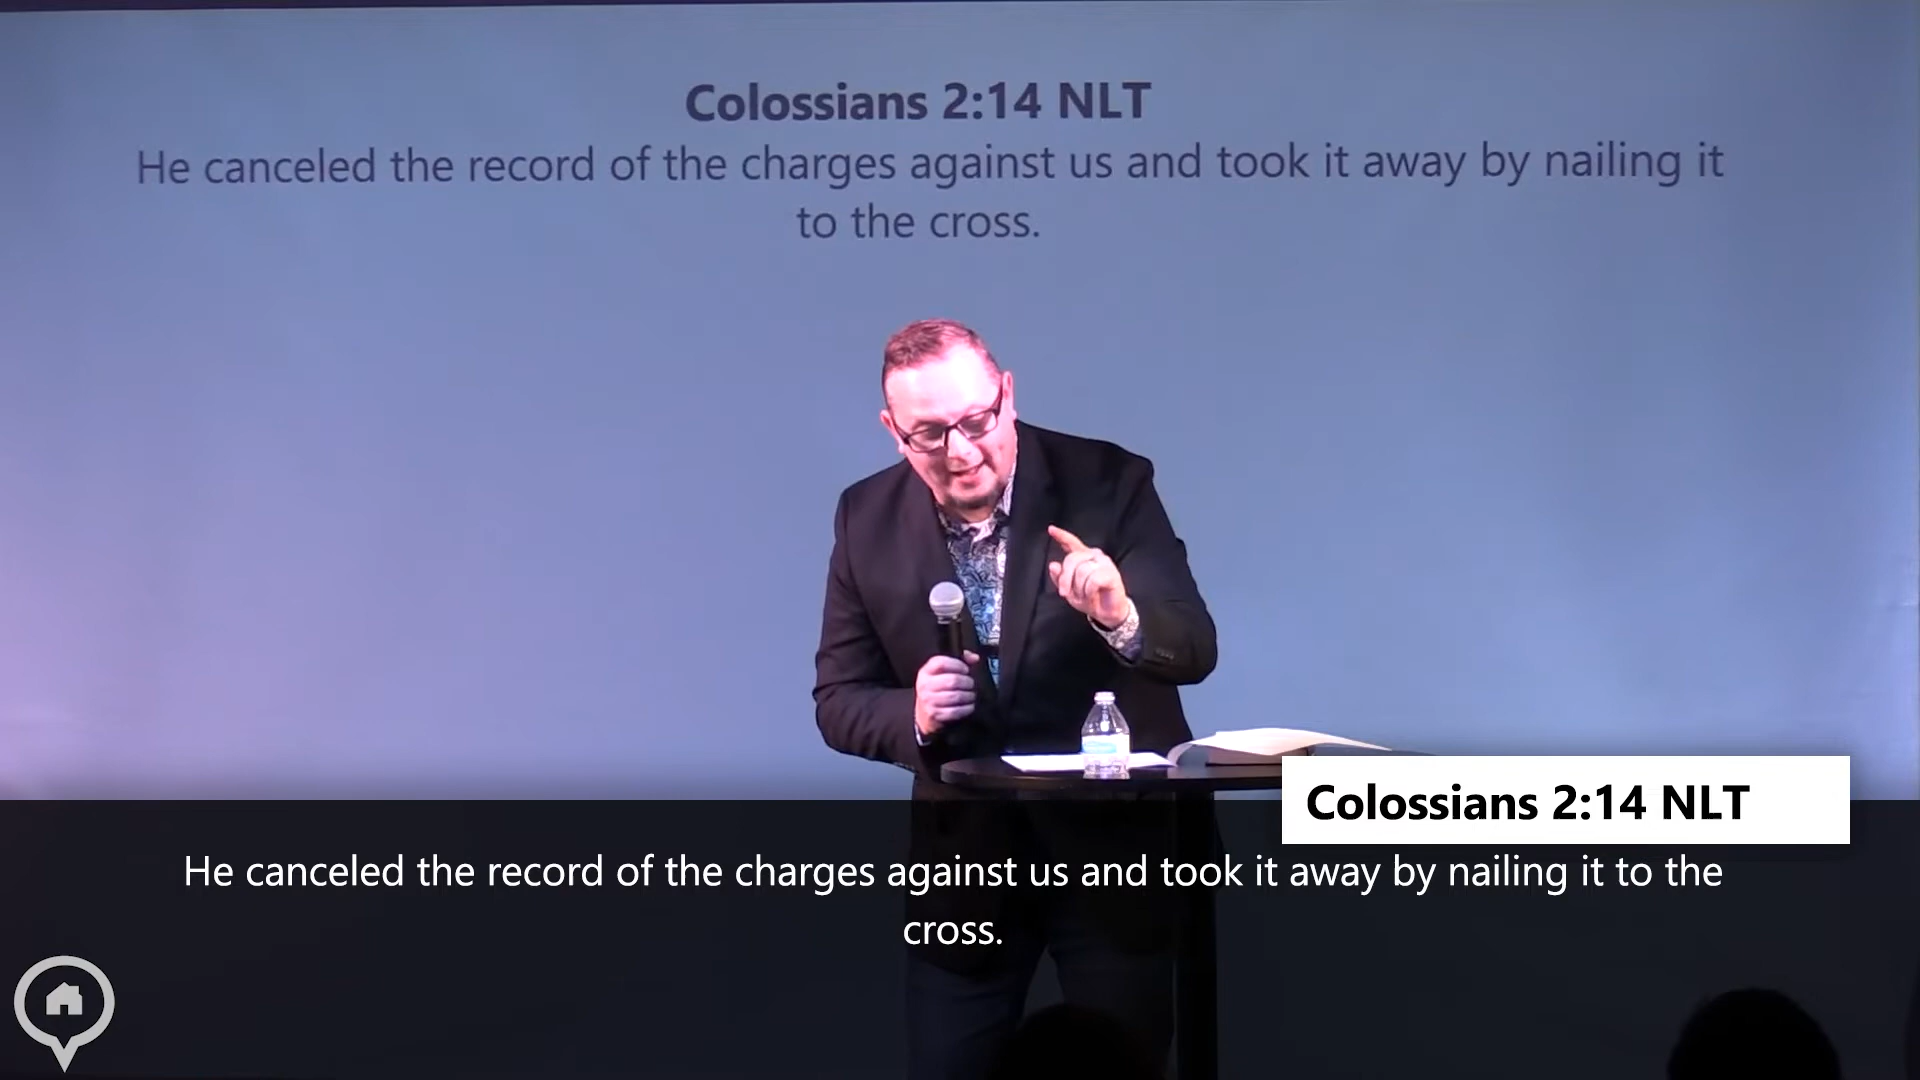 Colossians 2:14 NLT
He canceled the record of the charges against us and took it away by nailing it
to the cross.
Colossians 2:14 NLT
He canceled the record of the charges against us and took it away by nailing it to the
cross.